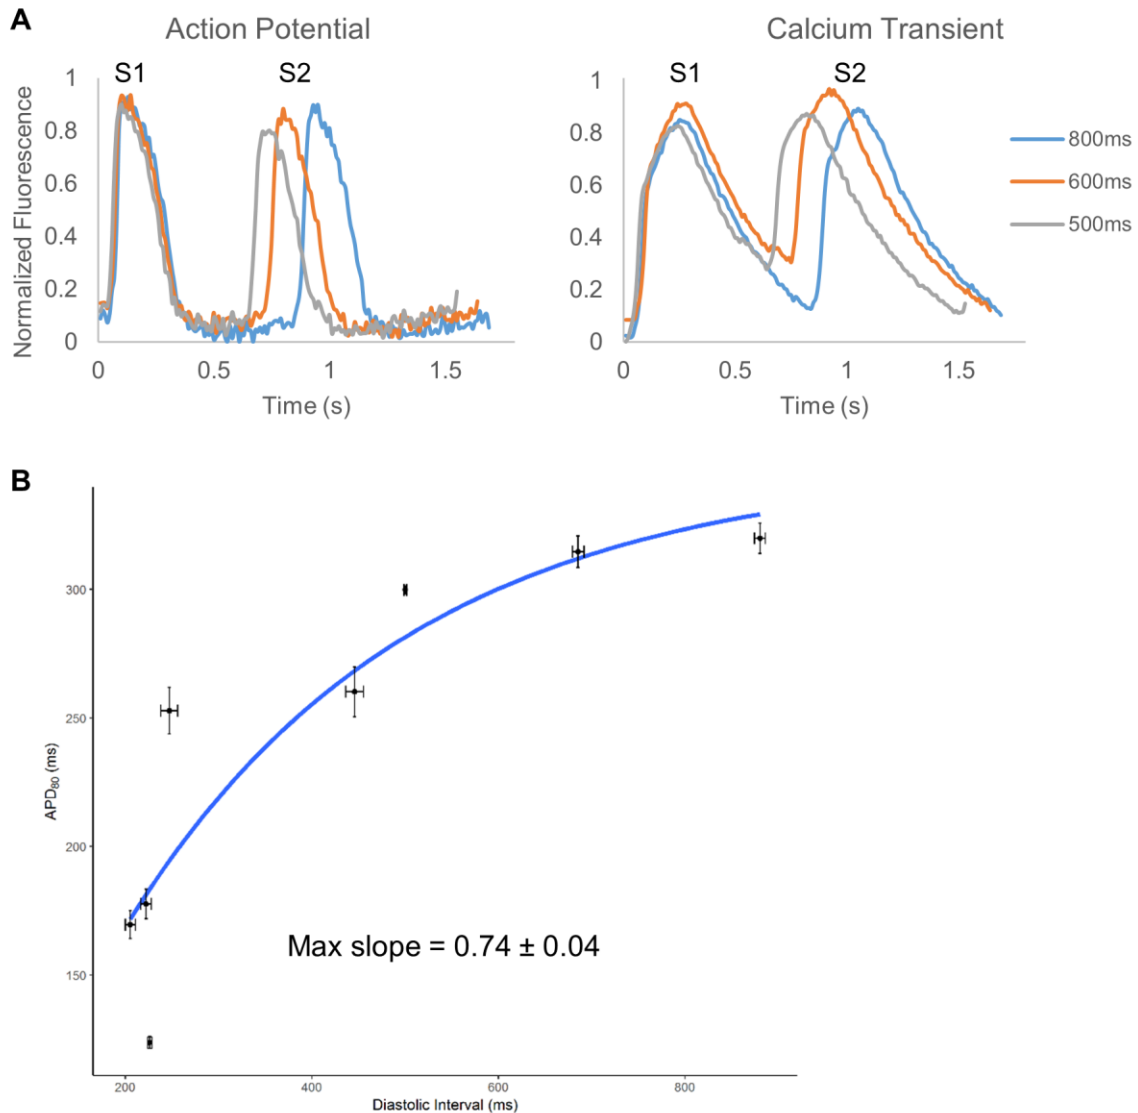 A
Action Potential
Calcium Transient
S1
S2
S1
S2
Normalized Fluorescence
1
0.8
0.6
0.4
0.2
0
0
0.5
1
1.5
Time (s)
1
0.8
0.6
0.4
0.2
0
0
0.5
1
1.5
Time (s)
800ms
600ms
500ms
B
APD80 (ms)
300
250
200
150
Max slope = 0.74 ± 0.04
200
400
600
800
Diastolic Interval (ms)